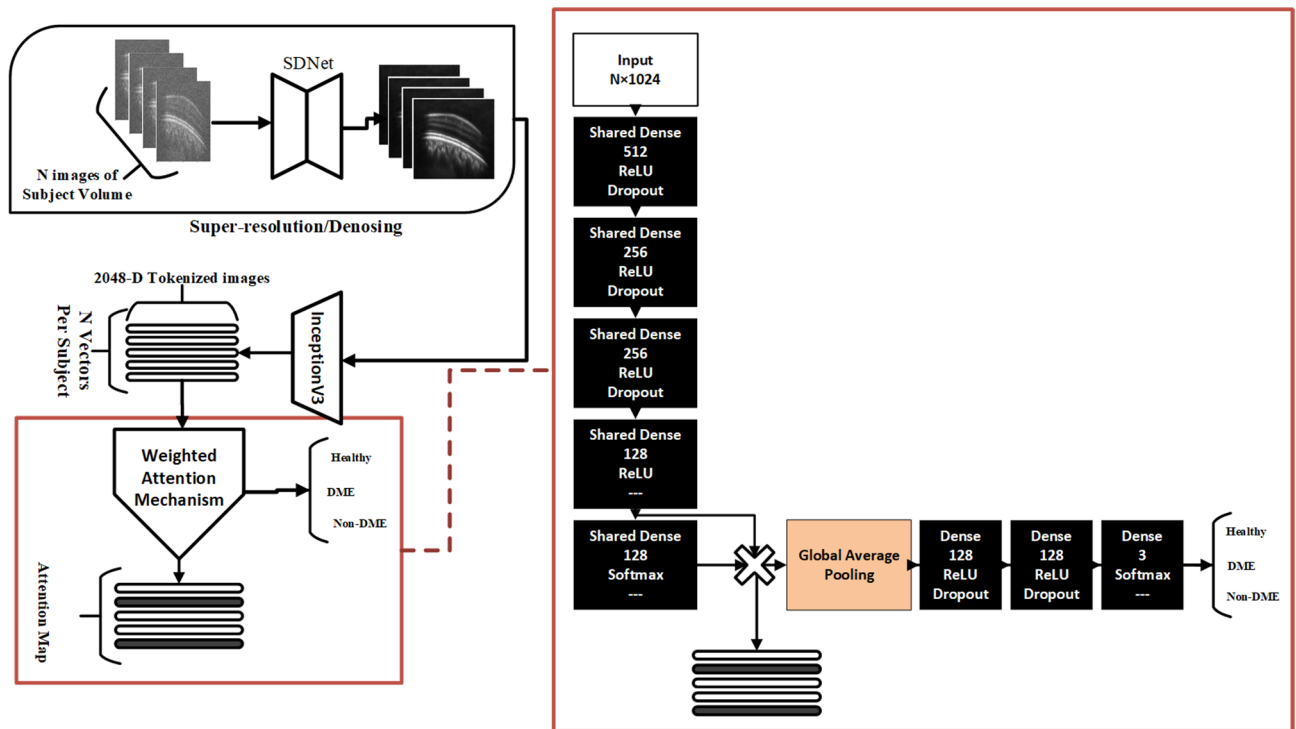 SDNet
N images of
Subject Volume
Super-resolution/Denosing
2048-D Tokenized images
N Vectors
Per Subject
InceptionV3
Weighted
Attention
Mechanism
Healthy
DME
Non-DME
Attention Map
Input
N×1024
Shared Dense
512
ReLU
Dropout
Shared Dense
256
ReLU
Dropout
Shared Dense
256
ReLU
Dropout
Shared Dense
128
ReLU
---
Shared Dense
128
Softmax
---
Global Average
Pooling
Dense
128
ReLU
Dropout
Dense
128
ReLU
Dropout
Dense
3
Softmax
---
Healthy
DME
Non-DME